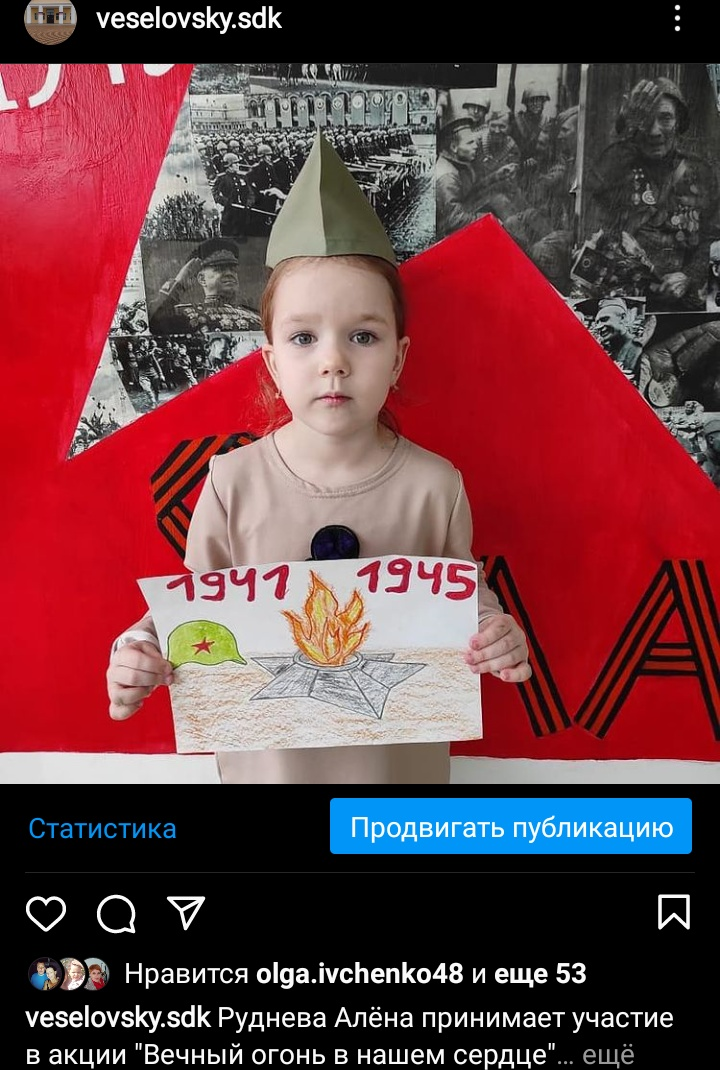 veselovsky.sdk
1941 1945
Статистика
Продвигать публикацию
Нравится olga.ivchenko48 и еще 53
veselovsky.sdk Руднева Алёна принимает участие
в акции "Вечный огонь в нашем сердце"... ещё